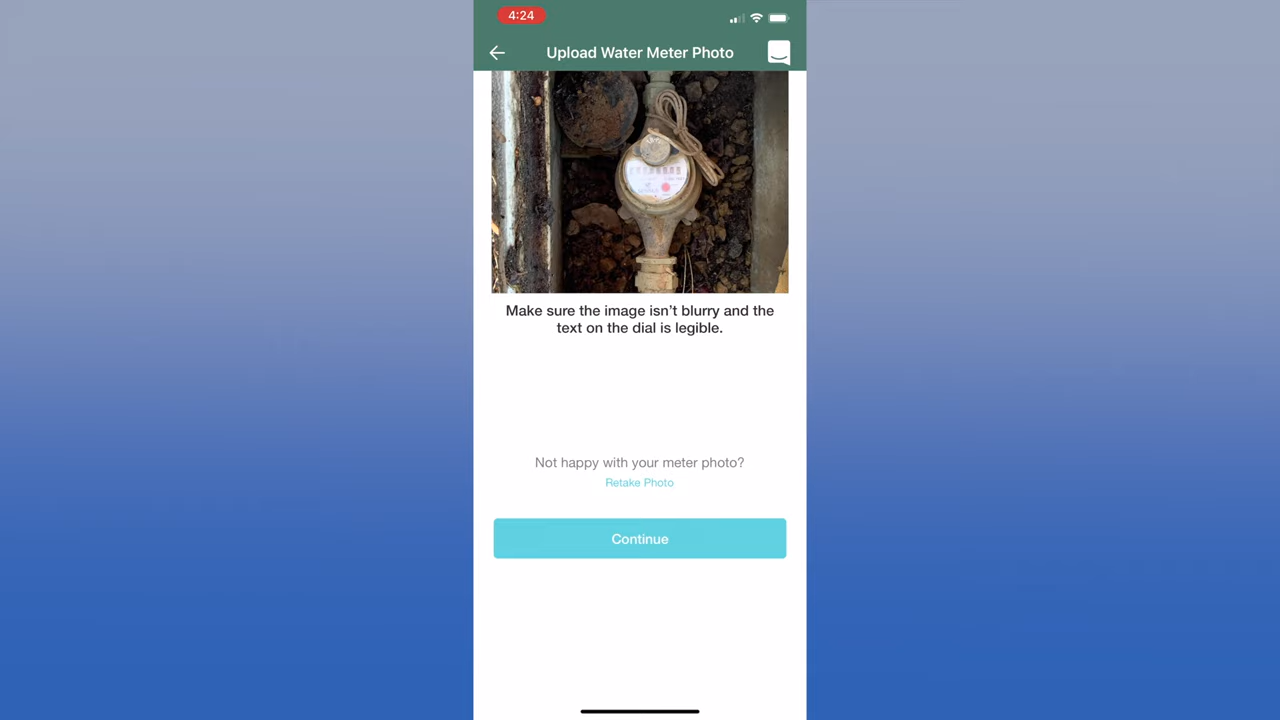 4:24
Upload Water Meter Photo
Make sure the image isn't blurry and the
text on the dial is legible.
Not happy with your meter photo?
Retake Photo
Continue